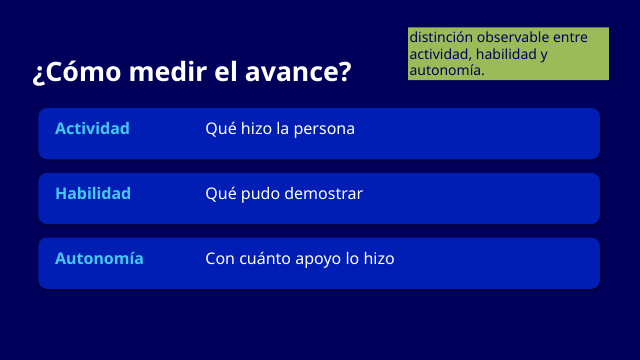 ¿Cómo medir el avance?
distinción observable entre
actividad, habilidad y
autonomía.
Actividad Qué hizo la persona
Habilidad Qué pudo demostrar
Autonomía Con cuánto apoyo lo hizo